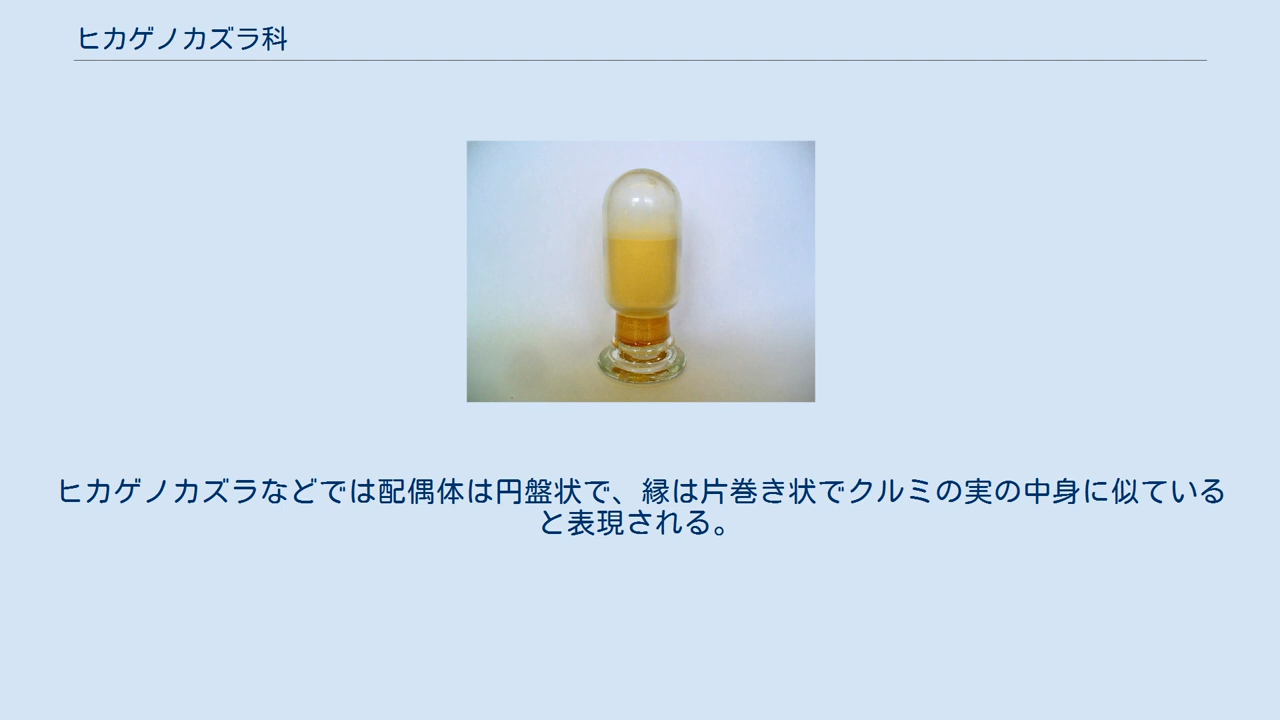 ヒカゲノカズラ科
ヒカゲノカズラなどでは配偶体は円盤状で、縁は片巻き状でクルミの実の中身に似ている
と表現される。